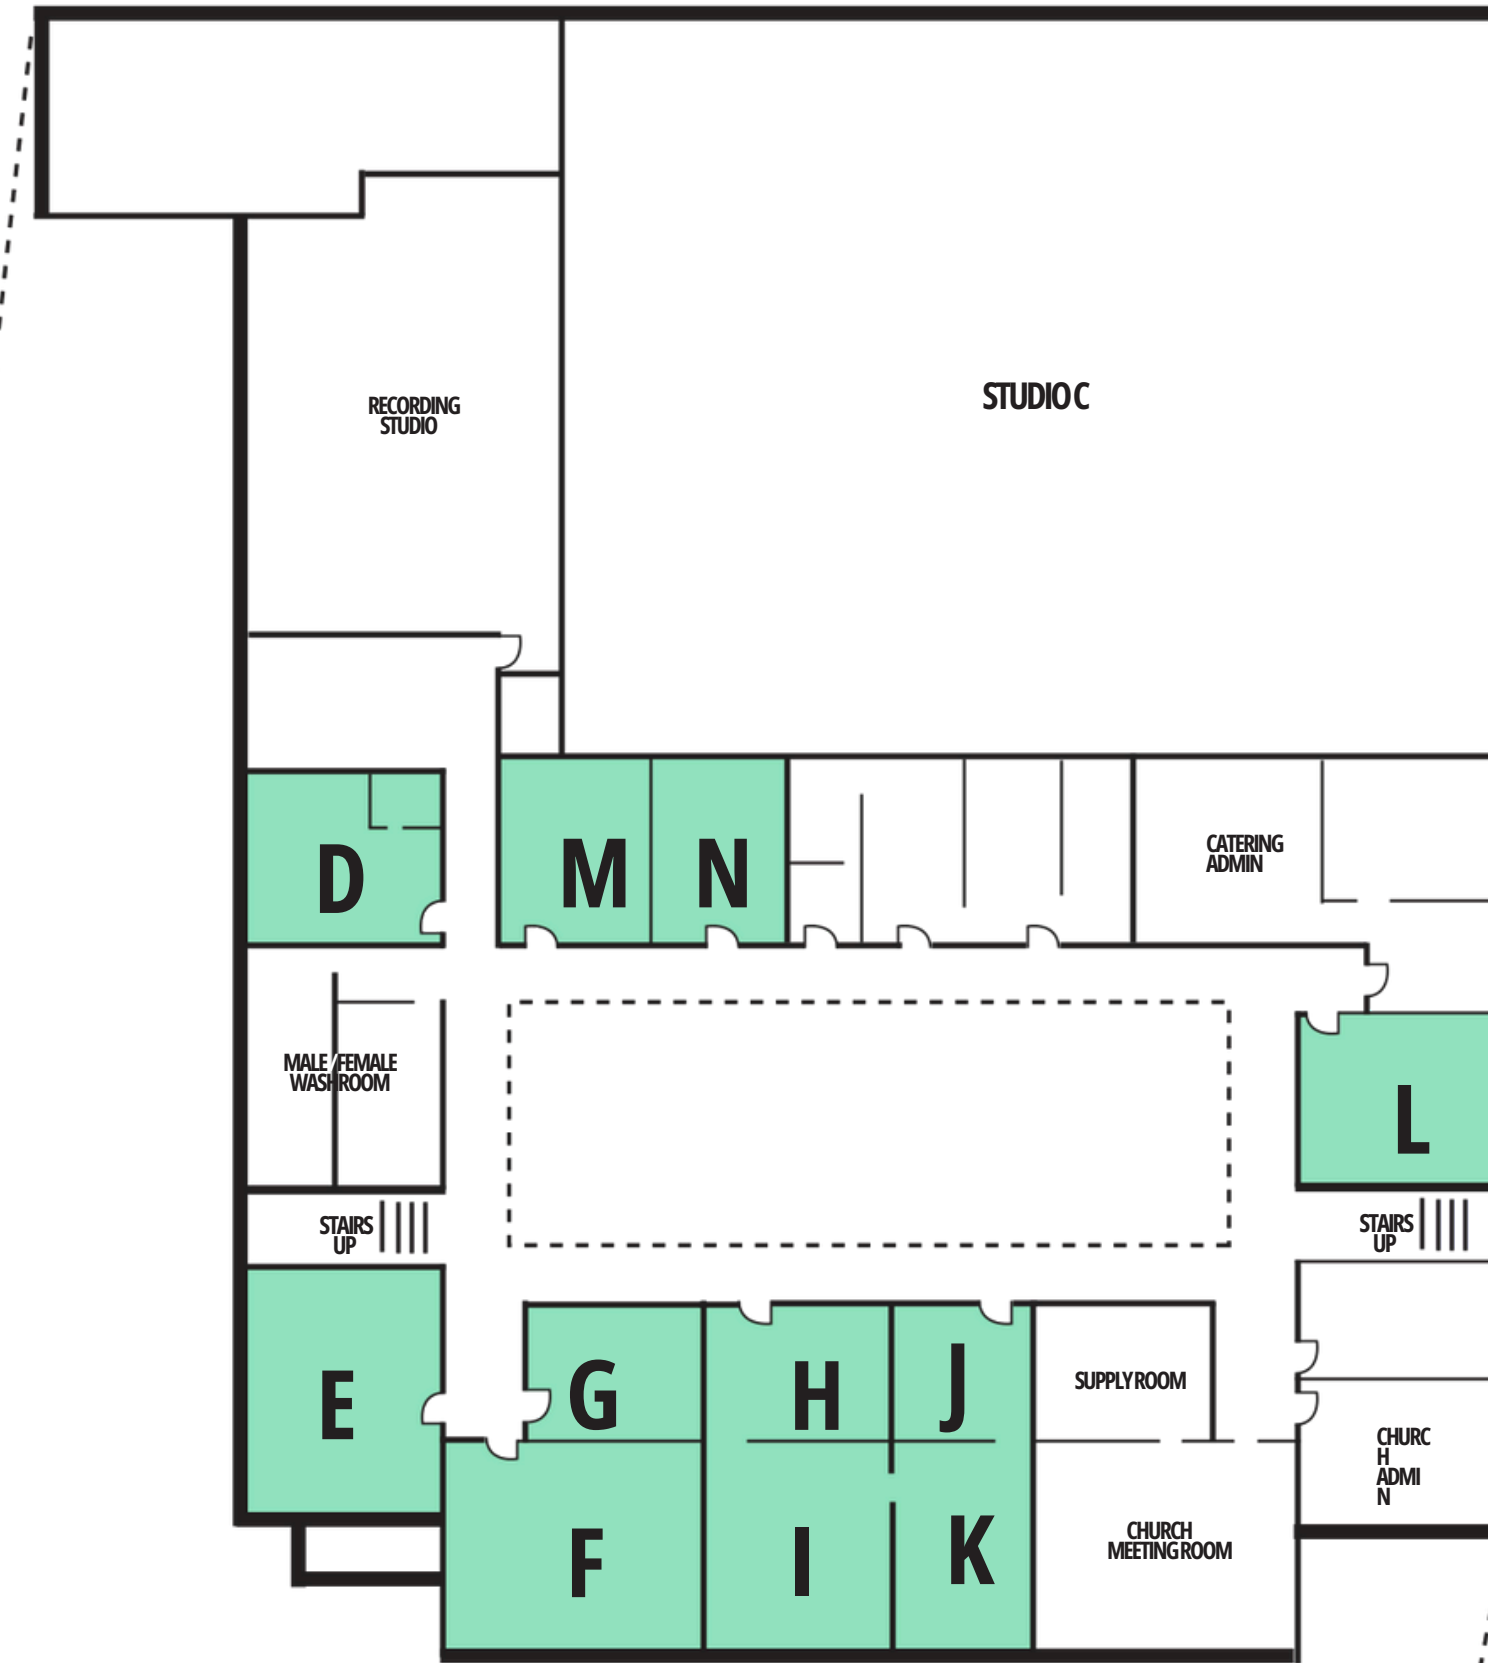 STUDIO C
RECORDING
STUDIO
D
M
N
CATERING
ADMIN
MALE / FEMALE
WASHROOM
L
STAIRS
UP
STAIRS
UP
E
G
H
J
SUPPLY ROOM
CHURC
H
ADMI
N
F
I
K
CHURCH
MEETING ROOM